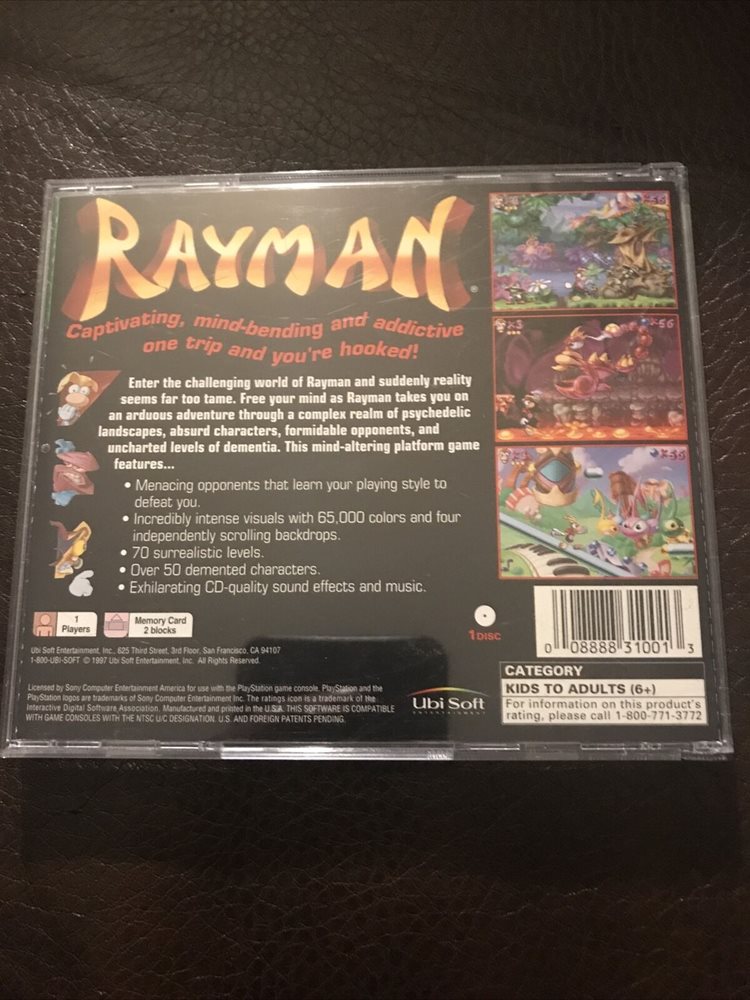 RAYMAN®
Captivating, mind-bending and addictive
one trip and you're hooked!
Enter the challenging world of Rayman and suddenly reality
seems far too tame. Free your mind as Rayman takes you on
an arduous adventure through a complex realm of psychedelic
landscapes, absurd characters, formidable opponents, and
uncharted levels of dementia. This mind-altering platform game
features...
• Menacing opponents that learn your playing style to
defeat you.
• Incredibly intense visuals with 65,000 colors and four
independently scrolling backdrops.
• 70 surrealistic levels.
• Over 50 demented characters.
• Exhilarating CD-quality sound effects and music.
1
Players
Memory Card
2 blocks
1 DISC
0 08888 31001 3
Ubi Soft Entertainment, Inc., 625 Third Street, 3rd Floor, San Francisco, CA 94107
1-800-UBI-SOFT © 1997 Ubi Soft Entertainment, Inc. All Rights Reserved.
Licensed by Sony Computer Entertainment America for use with the PlayStation game console. PlayStation and the
PlayStation logos are trademarks of Sony Computer Entertainment Inc. The ratings icon is a trademark of the
Interactive Digital Software Association. Manufactured and printed in the U.S.A. THIS SOFTWARE IS COMPATIBLE
WITH GAME CONSOLES WITH THE NTSC U/C DESIGNATION. U.S. AND FOREIGN PATENTS PENDING.
Ubi Soft
ENTERTAINMENT
CATEGORY
KIDS TO ADULTS (6+)
For information on this product's
rating, please call 1-800-771-3772